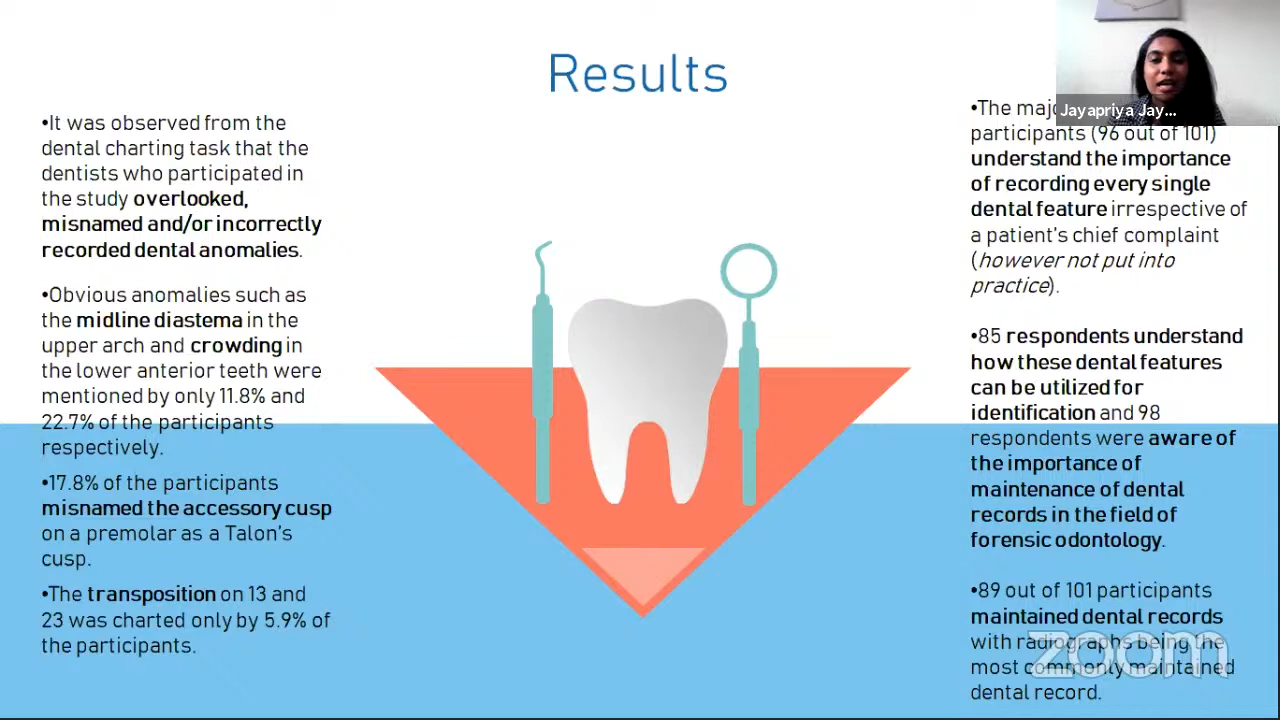 Results
•It was observed from the
dental charting task that the
dentists who participated in
the study overlooked,
misnamed and/or incorrectly
recorded dental anomalies.
•Obvious anomalies such as
the midline diastema in the
upper arch and crowding in
the lower anterior teeth were
mentioned by only 11.8% and
22.7% of the participants
respectively.
•17.8% of the participants
misnamed the accessory cusp
on a premolar as a Talon's
cusp.
•The transposition on 13 and
23 was charted only by 5.9% of
the participants.
Jayapriya Jay...
•The
participants (96 out of 101)
understand the importance
of recording every single
dental feature irrespective of
a patient's chief complaint
(however not put into
practice).
•85 respondents understand
how these dental features
can be utilized for
identification and 98
respondents were aware of
the importance of
maintenance of dental
records in the field of
forensic odontology.
•89 out of 101 participants
maintained dental records
with radiographs being the
most commonly maintained
dental record.
zoom